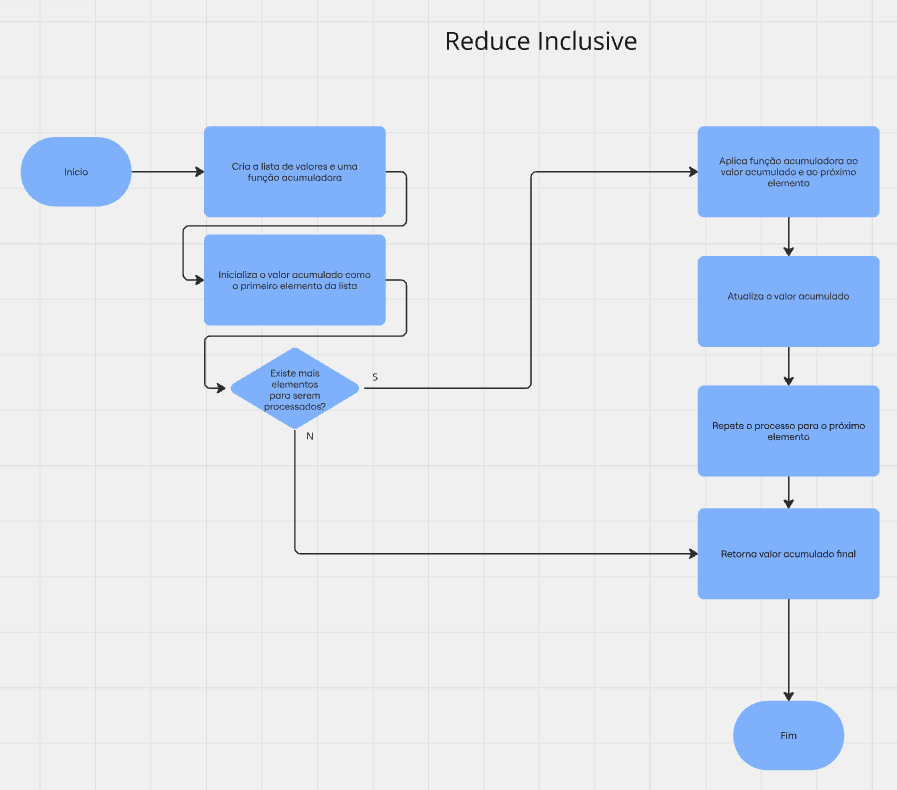 Reduce Inclusive
Inicio
Cria a lista de valores e uma
função acumuladora
Inicializa o valor acumulado como
o primeiro elemento da lista
Existe mais
elementos
para serem
processados?
S
N
Aplica função acumuladora ao
valor acumulado e ao próximo
elemento
Atualiza o valor acumulado
Repete o processo para o próximo
elemento
Retorna valor acumulado final
Fim